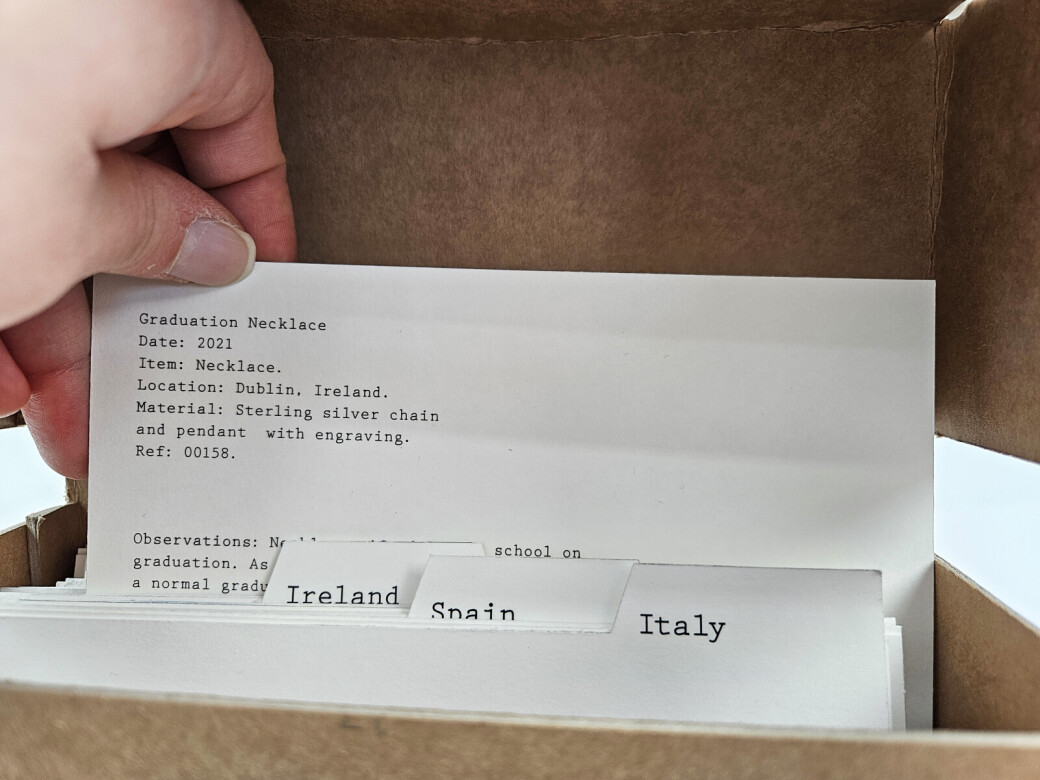 Graduation Necklace
Date: 2021
Item: Necklace.
Location: Dublin, Ireland.
Material: Sterling silver chain
and pendant with engraving.
Ref: 00158.
Observations: school on
graduation. As
a normal
Ireland
Spain
Italy